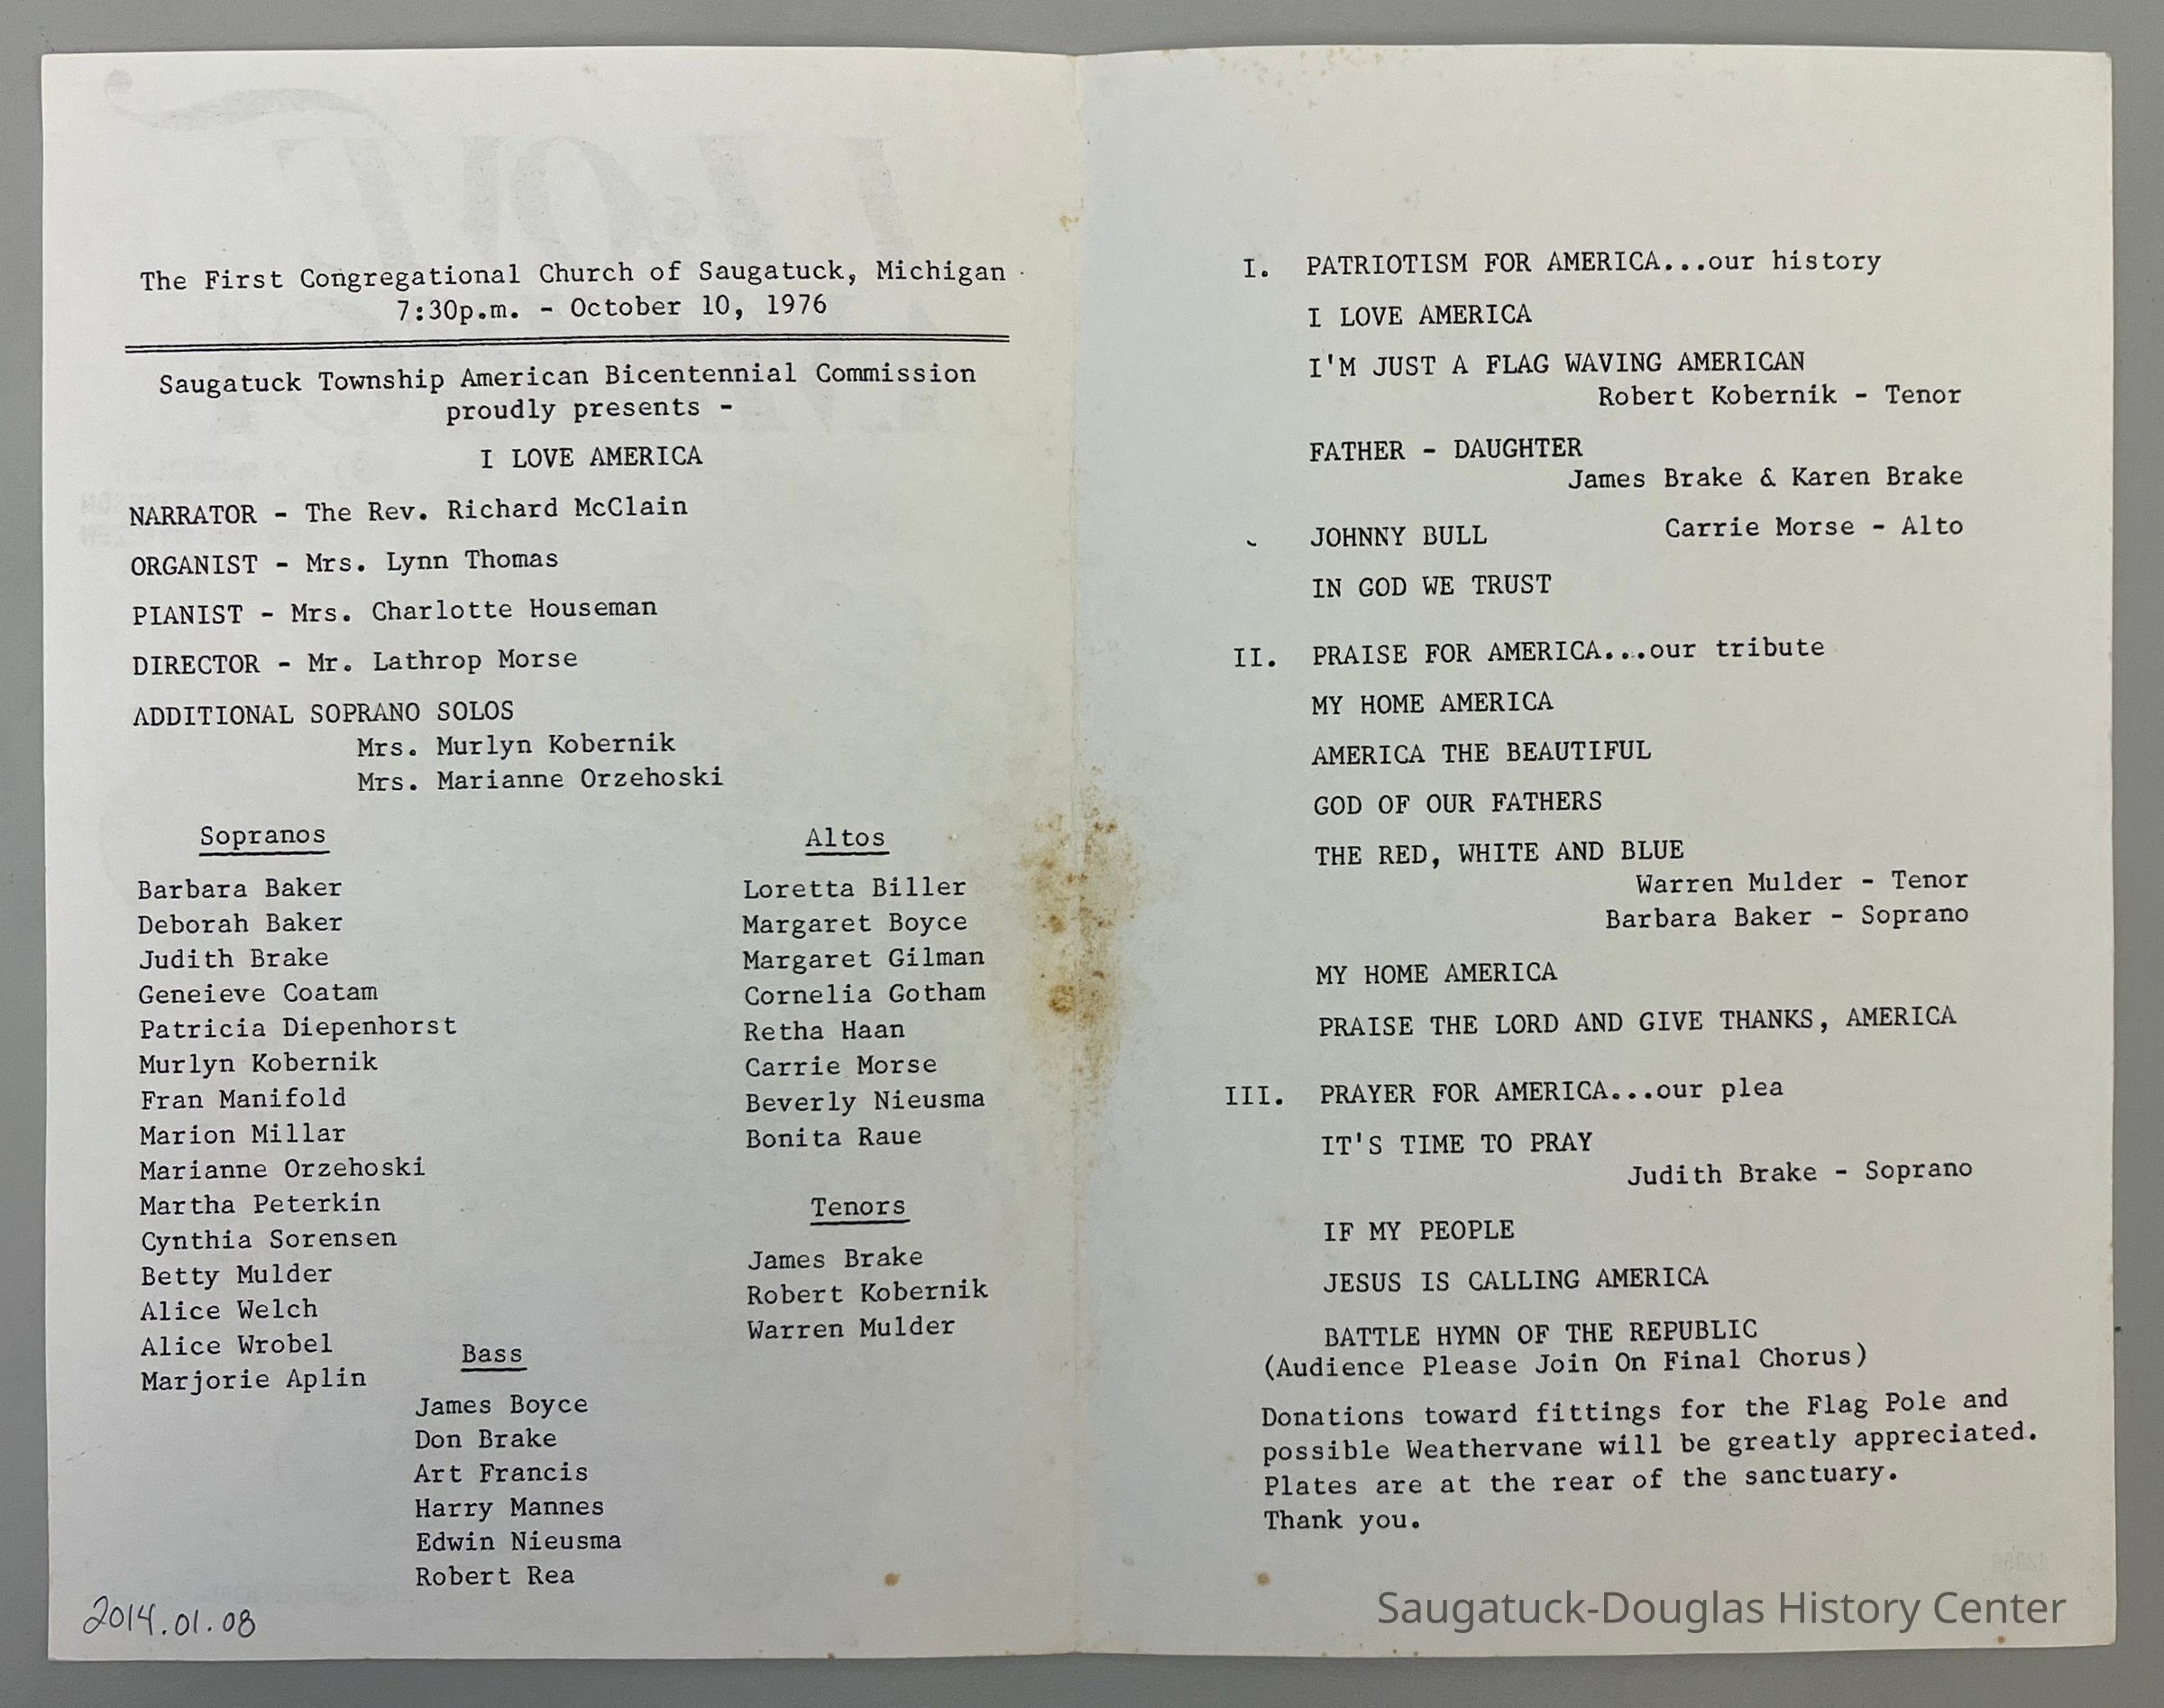 The First Congregational Church of Saugatuck, Michigan
7:30p.m. - October 10, 1976
Saugatuck Township American Bicentennial Commission
proudly presents -
I LOVE AMERICA
NARRATOR - The Rev. Richard McClain
ORGANIST - Mrs. Lynn Thomas
PIANIST - Mrs. Charlotte Houseman
DIRECTOR - Mr. Lathrop Morse
ADDITIONAL SOPRANO SOLOS
Mrs. Murlyn Kobernik
Mrs. Marianne Orzehoski
Sopranos
Barbara Baker
Deborah Baker
Judith Brake
Geneieve Coatam
Patricia Diepenhorst
Murlyn Kobernik
Fran Manifold
Marion Millar
Marianne Orzehoski
Martha Peterkin
Cynthia Sorensen
Betty Mulder
Alice Welch
Alice Wrobel
Marjorie Aplin
Altos
Loretta Biller
Margaret Boyce
Margaret Gilman
Cornelia Gotham
Retha Haan
Carrie Morse
Beverly Nieusma
Bonita Raue
Tenors
James Brake
Robert Kobernik
Warren Mulder
Bass
James Boyce
Don Brake
Art Francis
Harry Mannes
Edwin Nieusma
Robert Rea
2014.01.08
I. PATRIOTISM FOR AMERICA...our history
I LOVE AMERICA
I'M JUST A FLAG WAVING AMERICAN
Robert Kobernik - Tenor
FATHER - DAUGHTER
James Brake & Karen Brake
JOHNNY BULL Carrie Morse - Alto
IN GOD WE TRUST
II. PRAISE FOR AMERICA...our tribute
MY HOME AMERICA
AMERICA THE BEAUTIFUL
GOD OF OUR FATHERS
THE RED, WHITE AND BLUE
Warren Mulder - Tenor
Barbara Baker - Soprano
MY HOME AMERICA
PRAISE THE LORD AND GIVE THANKS, AMERICA
III. PRAYER FOR AMERICA...our plea
IT'S TIME TO PRAY
Judith Brake - Soprano
IF MY PEOPLE
JESUS IS CALLING AMERICA
BATTLE HYMN OF THE REPUBLIC
(Audience Please Join On Final Chorus)
Donations toward fittings for the Flag Pole and
possible Weathervane will be greatly appreciated.
Plates are at the rear of the sanctuary.
Thank you.
Saugatuck-Douglas History Center